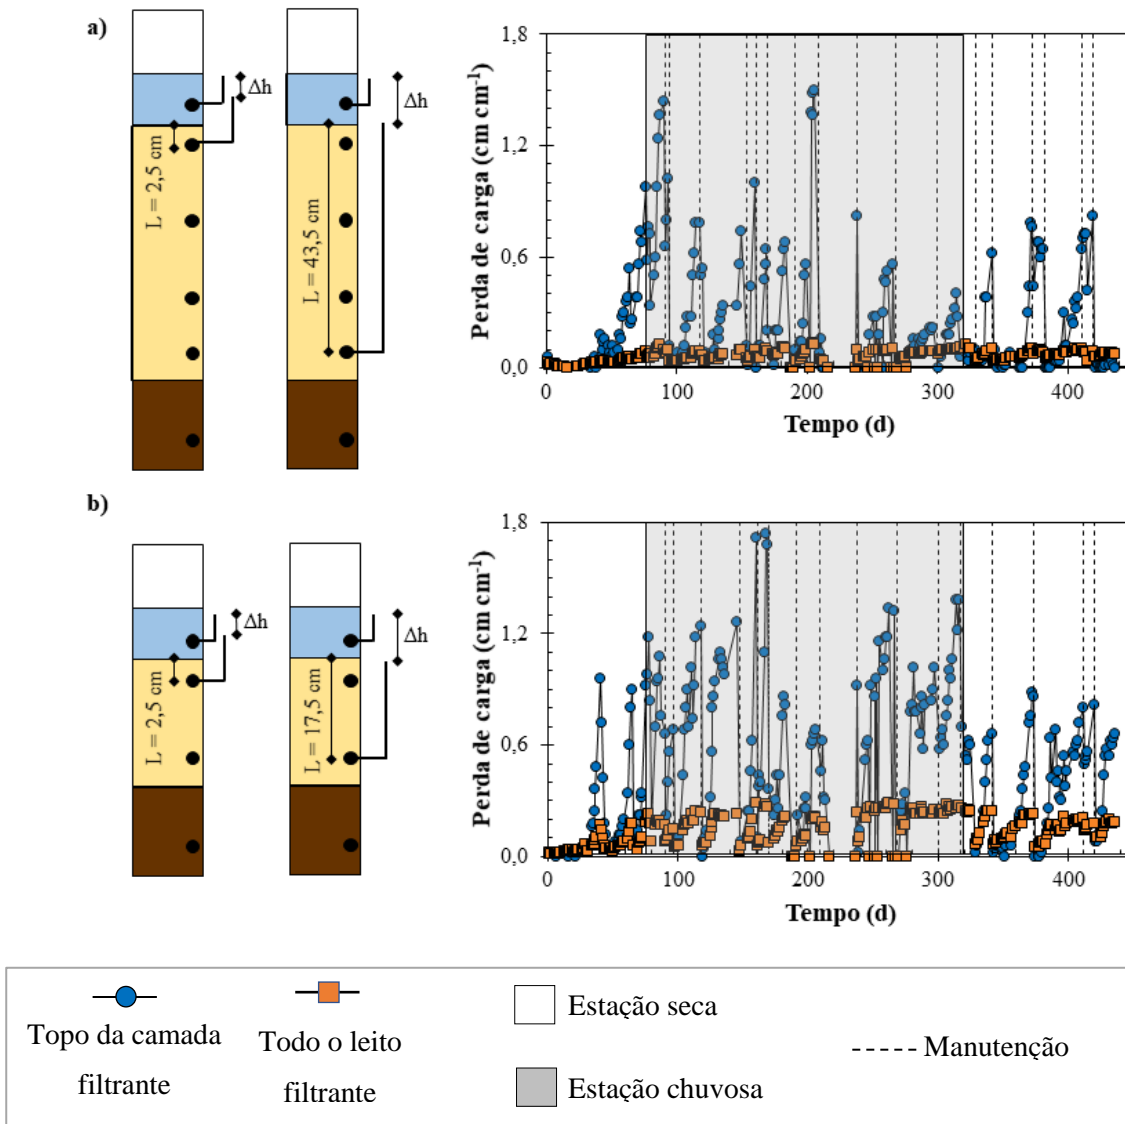 a)
Δh
Δh
L = 2,5 cm
L = 43,5 cm
Perda de carga (cm cm⁻¹)
1,8
1,2
0,6
0,0
0
100
200
300
400
Tempo (d)
b)
Δh
Δh
L = 2,5 cm
L = 17,5 cm
Perda de carga (cm cm⁻¹)
1,8
1,2
0,6
0,0
0
100
200
300
400
Tempo (d)
Topo da camada
filtrante
Todo o leito
filtrante
Estação seca
Estação chuvosa
Manutenção